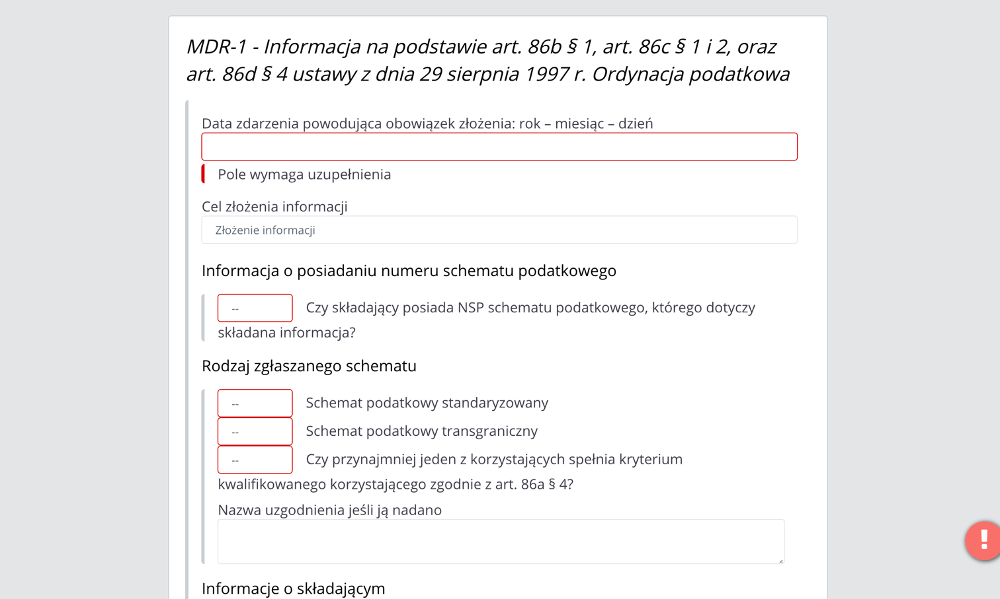 MDR-1 - Informacja na podstawie art. 86b § 1, art. 86c § 1 i 2, oraz
art. 86d § 4 ustawy z dnia 29 sierpnia 1997 r. Ordynacja podatkowa
Data zdarzenia powodująca obowiązek złożenia: rok – miesiąc – dzień
Pole wymaga uzupełnienia
Cel złożenia informacji
Złożenie informacji
Informacja o posiadaniu numeru schematu podatkowego
-- Czy składający posiada NSP schematu podatkowego, którego dotyczy
składana informacja?
Rodzaj zgłaszanego schematu
-- Schemat podatkowy standaryzowany
-- Schemat podatkowy transgraniczny
-- Czy przynajmniej jeden z korzystających spełnia kryterium
kwalifikowanego korzystającego zgodnie z art. 86a § 4?
Nazwa uzgodnienia jeśli ją nadano
!
Informacje o składającym